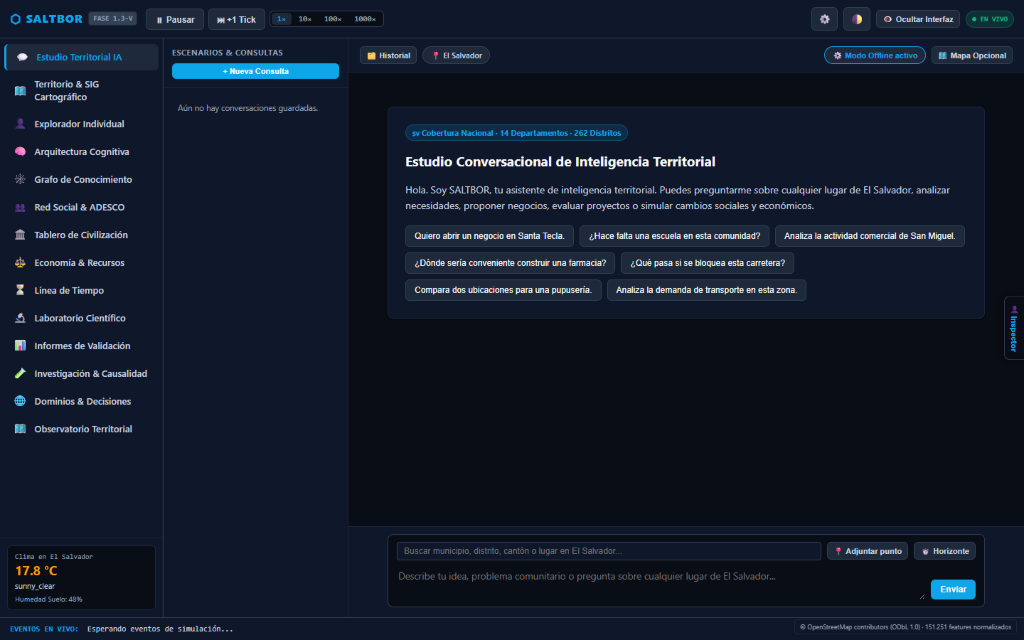 SALTBOR
FASE 1.3-V
Pausar
+1 Tick
1×
10×
100×
1000×
Ocultar Interfaz
EN VIVO
Estudio Territorial IA
Territorio & SIG
Cartográfico
Explorador Individual
Arquitectura Cognitiva
Grafo de Conocimiento
Red Social & ADESCO
Tablero de Civilización
Economía & Recursos
Línea de Tiempo
Laboratorio Científico
Informes de Validación
Investigación & Causalidad
Dominios & Decisiones
Observatorio Territorial
Clima en El Salvador
17.8 °C
sunny_clear
Humedad Suelo: 48%
ESCENARIOS & CONSULTAS
+ Nueva Consulta
Aún no hay conversaciones guardadas.
Historial
El Salvador
Modo Offline activo
Mapa Opcional
sv Cobertura Nacional · 14 Departamentos · 262 Distritos
Estudio Conversacional de Inteligencia Territorial
Hola. Soy SALTBOR, tu asistente de inteligencia territorial. Puedes preguntarme sobre cualquier lugar de El Salvador, analizar
necesidades, proponer negocios, evaluar proyectos o simular cambios sociales y económicos.
Quiero abrir un negocio en Santa Tecla.
¿Hace falta una escuela en esta comunidad?
Analiza la actividad comercial de San Miguel.
¿Dónde sería conveniente construir una farmacia?
¿Qué pasa si se bloquea esta carretera?
Compara dos ubicaciones para una pupusería.
Analiza la demanda de transporte en esta zona.
Inspector
Buscar municipio, distrito, cantón o lugar en El Salvador...
Adjuntar punto
Horizonte
Describe tu idea, problema comunitario o pregunta sobre cualquier lugar de El Salvador...
Enviar
EVENTOS EN VIVO: Esperando eventos de simulación...
© OpenStreetMap contributors (ODbL 1.0) · 151.251 features normalizados